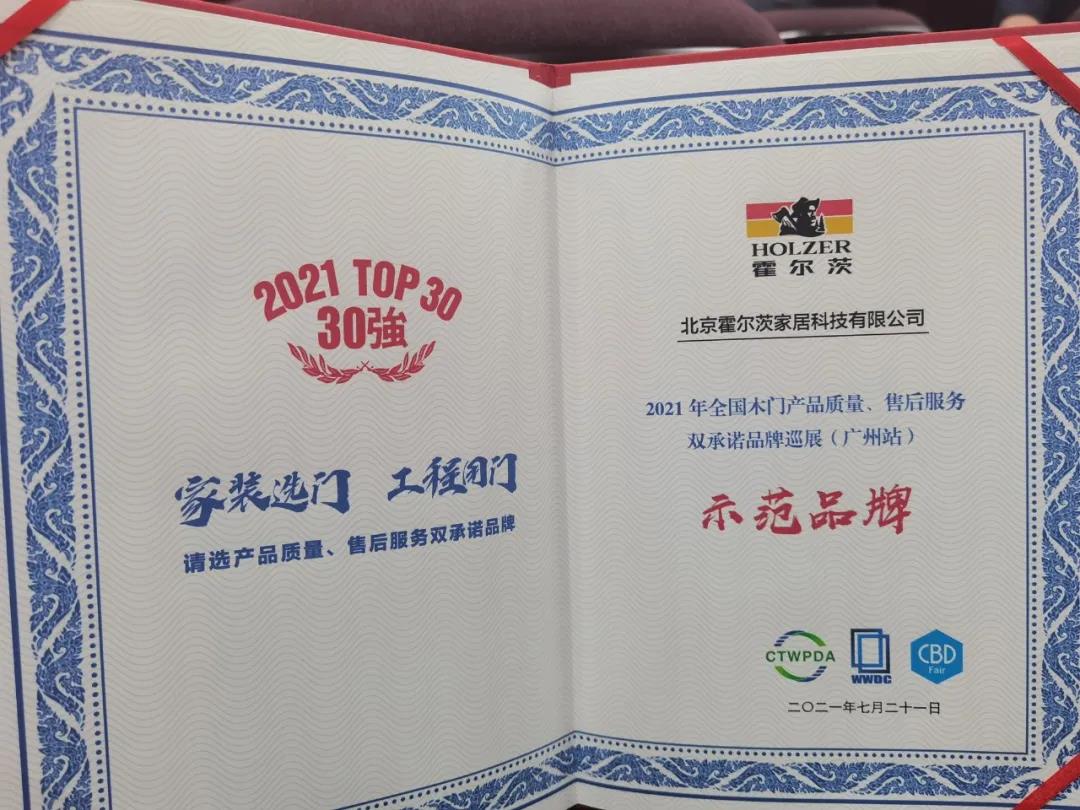 2021 TOP 30
30強
家装选门 工程团门
请选产品质量、售后服务双承诺品牌
HOLZER
霍尔茨
北京霍尔茨家居科技有限公司
2021年全国木门产品质量、售后服务
双承诺品牌巡展(广州站)
示范品牌
CTWPDA
WWDC
CBD
Fair
二〇二一年七月二十一日